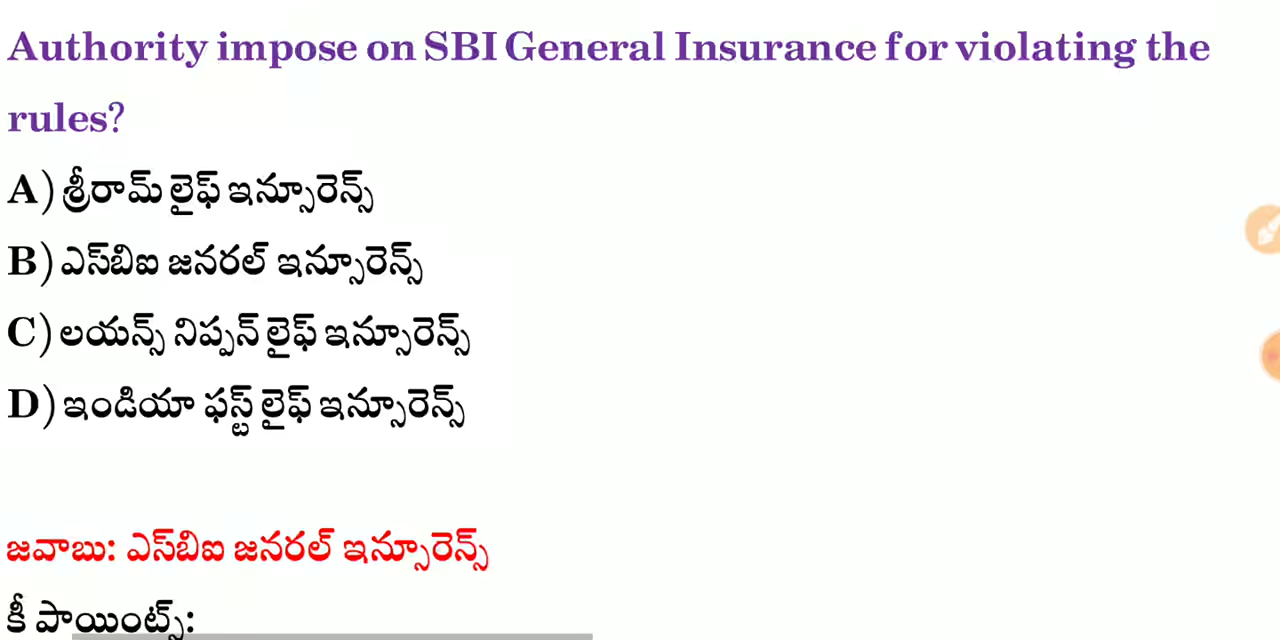 Authority impose on SBI General Insurance for violating the
rules?
A) శ్రీరామ్ లైఫ్ ఇన్సూరెన్స్
B) ఎస్‌బిఐ జనరల్ ఇన్సూరెన్స్
C) లయన్స్ నిప్పన్ లైఫ్ ఇన్సూరెన్స్
D) ఇండియా ఫస్ట్ లైఫ్ ఇన్సూరెన్స్
జవాబు: ఎస్‌బిఐ జనరల్ ఇన్సూరెన్స్
కీ పాయింట్స్: